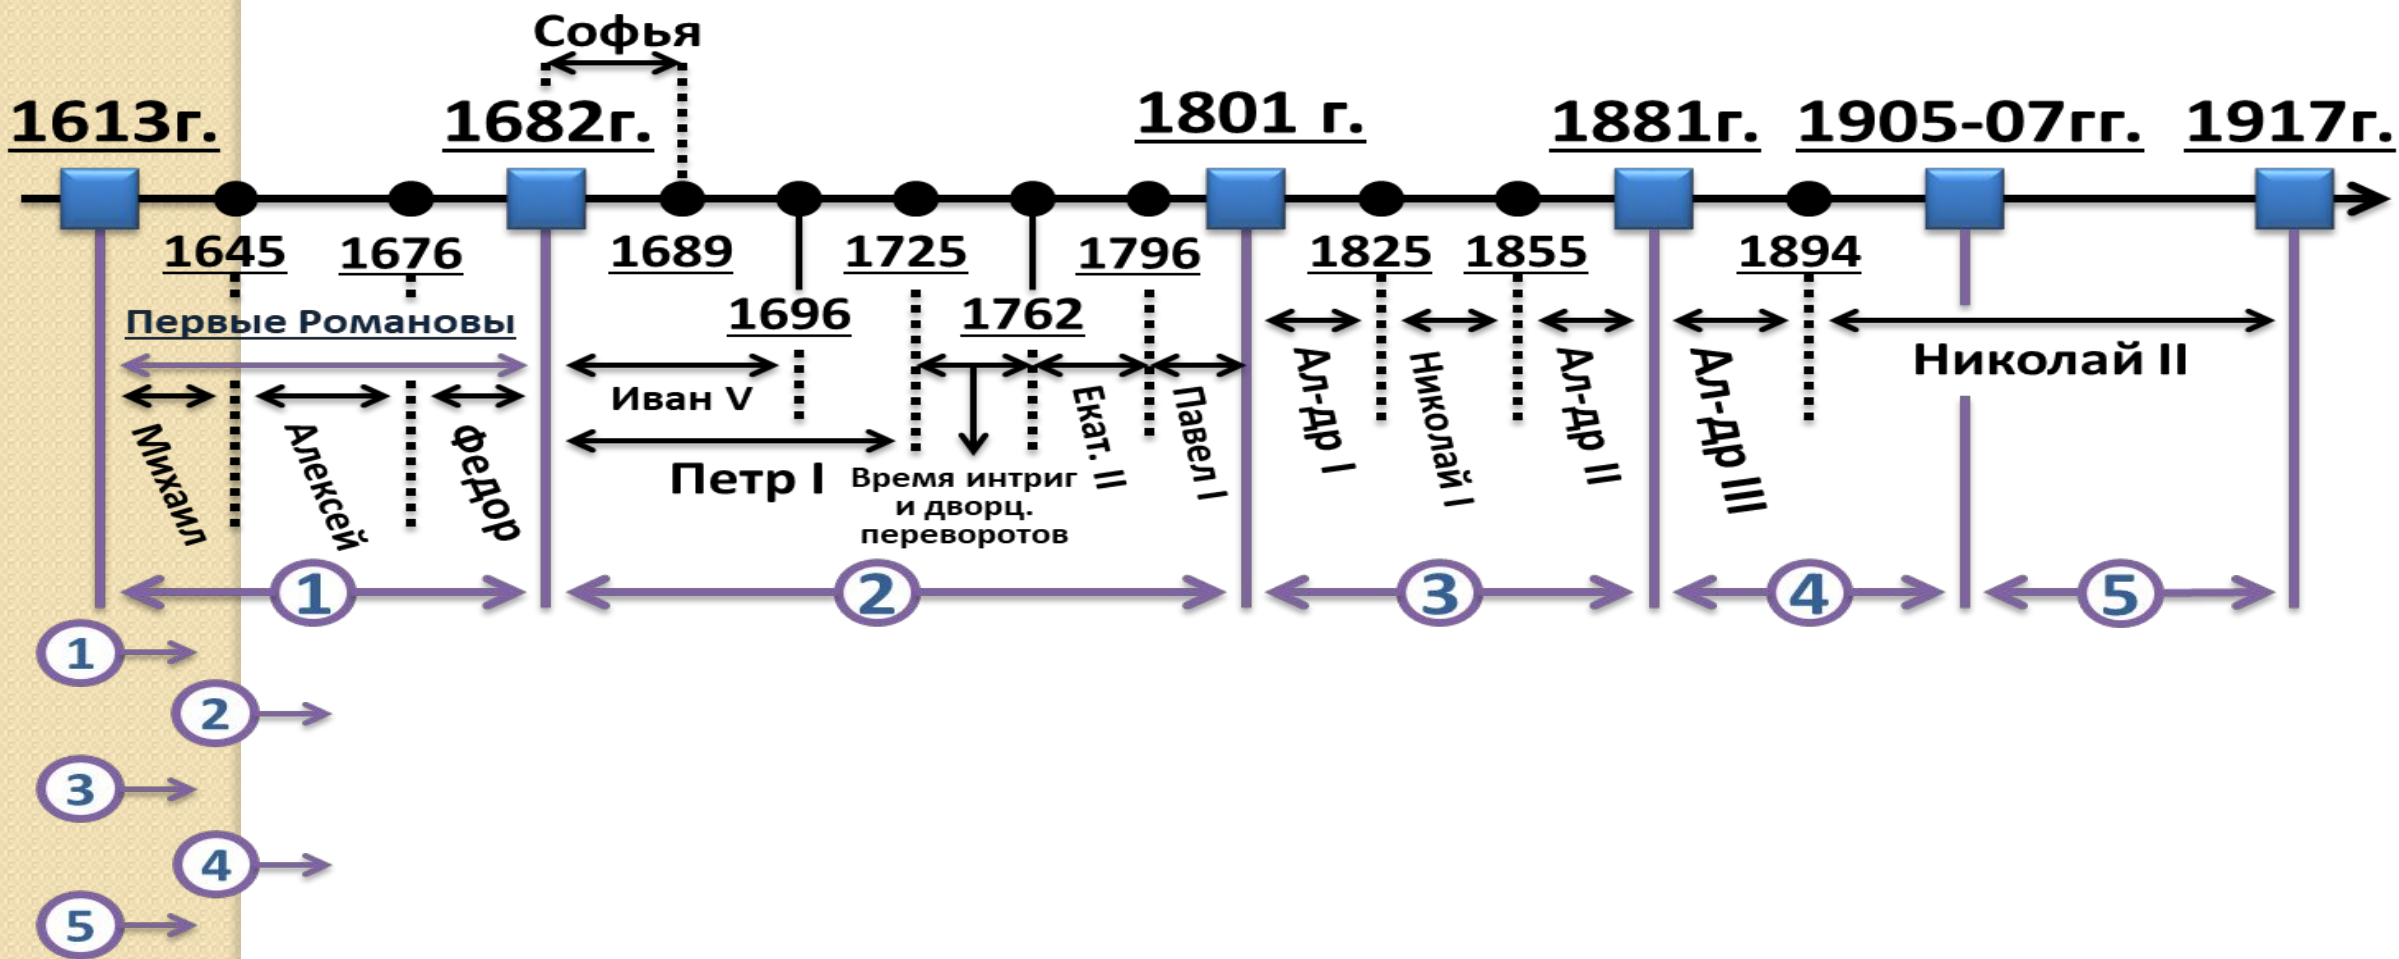 Софья
1613г.
1682г.
1801 г.
1881г.
1905-07гг.
1917г.
1645
1676
1689
1725
1796
1825
1855
1894
1696
1762
Первые Романовы
Михаил
Алексей
Федор
Иван V
Петр I
Время интриг
и дворц.
переворотов
Екат. II
Павел I
Ал-др I
Николай I
Ал-др II
Ал-др III
Николай II
1
2
3
4
5
1
2
3
4
5